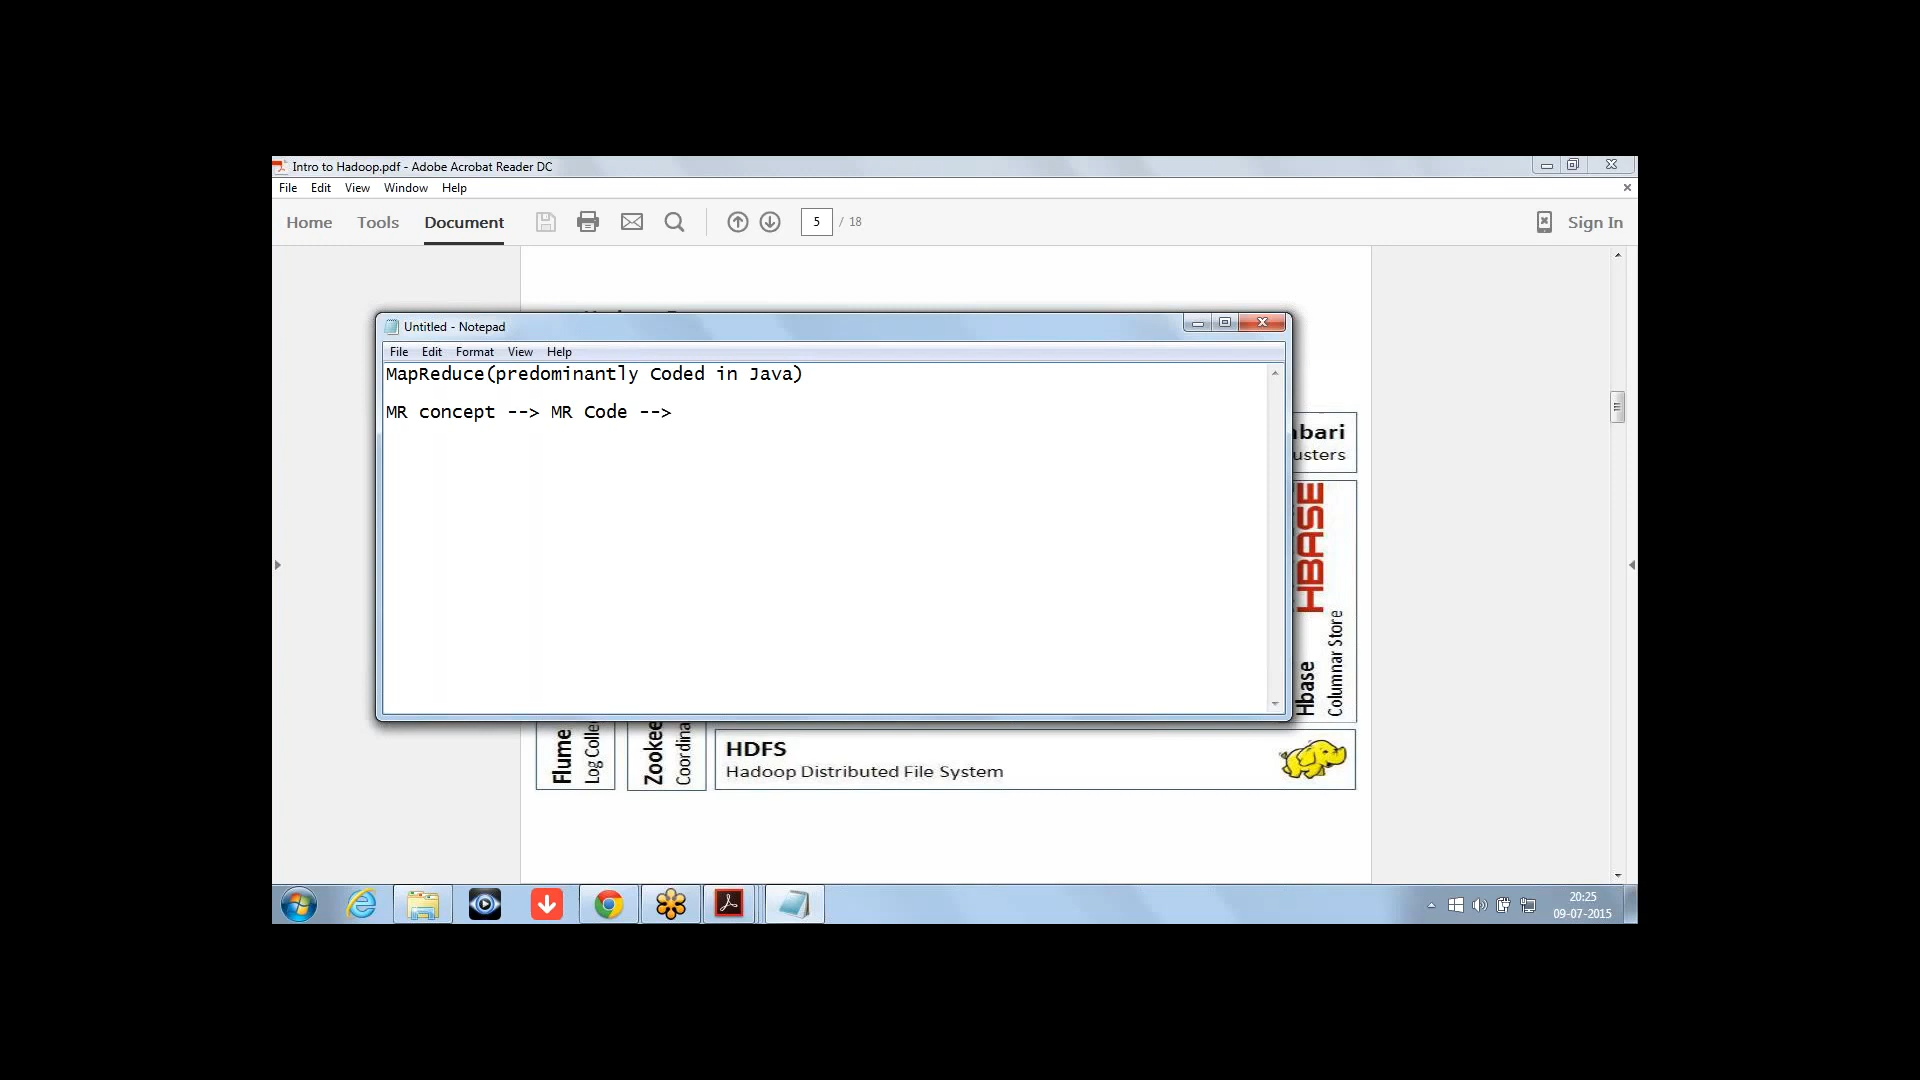 Intro to Hadoop.pdf - Adobe Acrobat Reader DC
File Edit View Window Help
Home Tools Document 5 / 18 Sign In
Untitled - Notepad
File Edit Format View Help
MapReduce(predominantly Coded in Java)
MR concept --> MR Code -->
bari
usters
HBASE
Hbase
Columnar Store
Flume
Log Colle
Zookee
Coordina
HDFS
Hadoop Distributed File System
20:25
09-07-2015